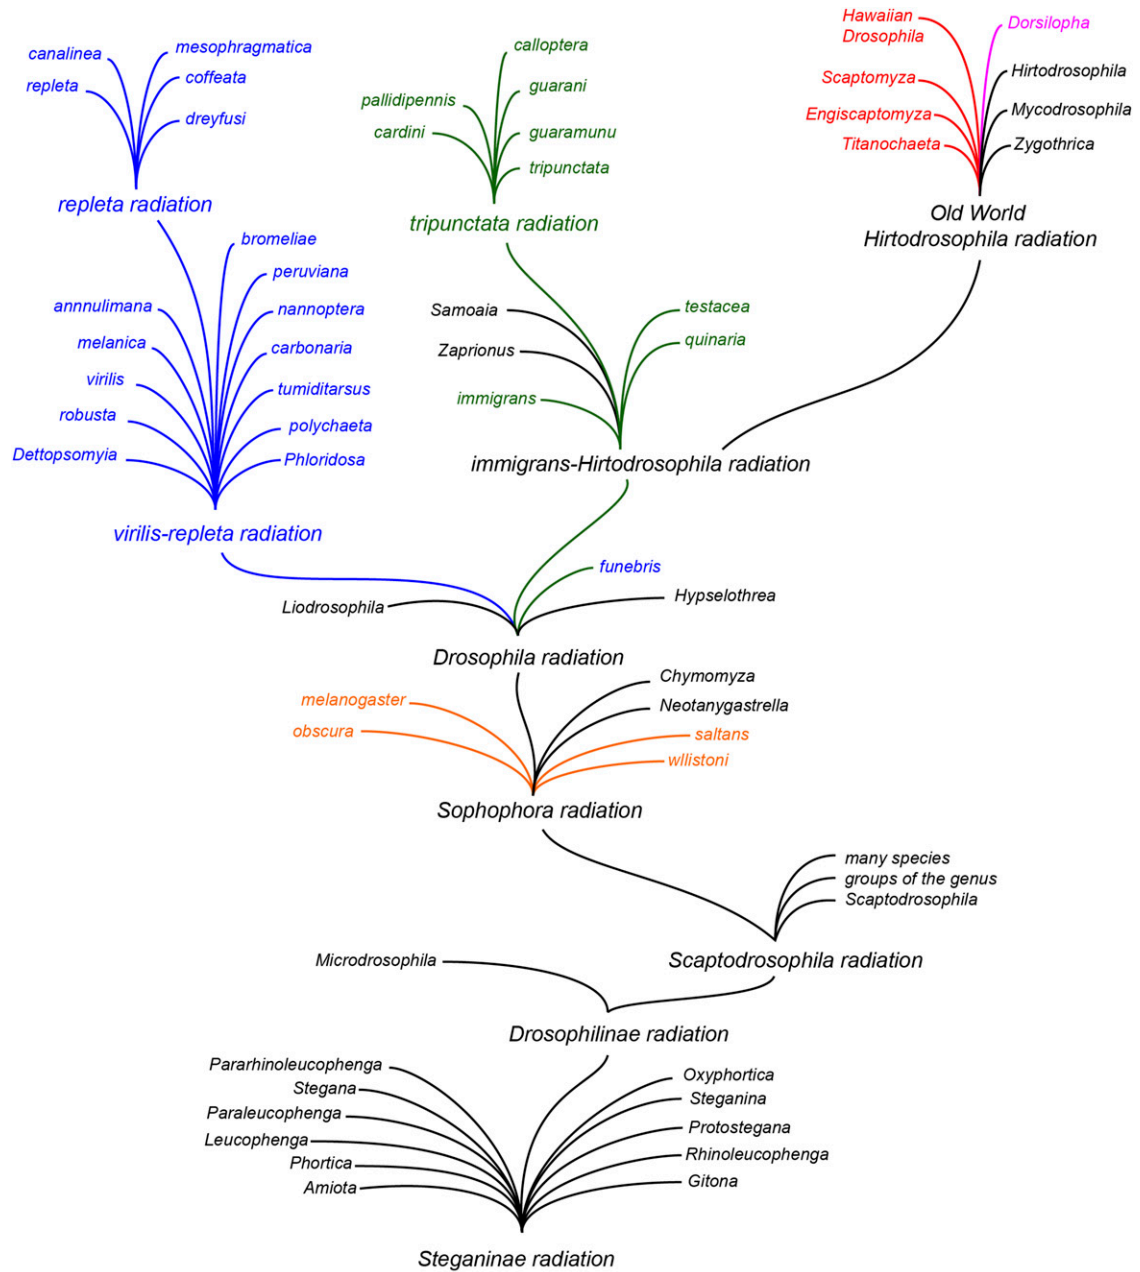 Hawaiian
Drosophila
Dorsilopha
Scaptomyza
Hirtodrosophila
Engiscaptomyza
Mycodrosophila
Titanochaeta
Zygothrica
Old World
Hirtodrosophila radiation
canalinea
mesophragmatica
repleta
coffeata
dreyfusi
repleta radiation
calloptera
pallidipennis
guarani
cardini
guaramunu
tripunctata
tripunctata radiation
bromeliae
peruviana
annnulimana
nannoptera
melanica
carbonaria
virilis
tumiditarsus
robusta
polychaeta
Dettopsomyia
Phloridosa
virilis-repleta radiation
Samoaia
testacea
Zaprionus
quinaria
immigrans
immigrans-Hirtodrosophila radiation
funebris
Liodrosophila
Hypselothrea
Drosophila radiation
melanogaster
Chymomyza
obscura
Neotanygastrella
saltans
wllistoni
Sophophora radiation
many species
groups of the genus
Scaptodrosophila
Microdrosophila
Scaptodrosophila radiation
Drosophilinae radiation
Pararhinoleucophenga
Oxyphortica
Stegana
Steganina
Paraleucophenga
Protostegana
Leucophenga
Rhinoleucophenga
Phortica
Gitona
Amiota
Steganinae radiation